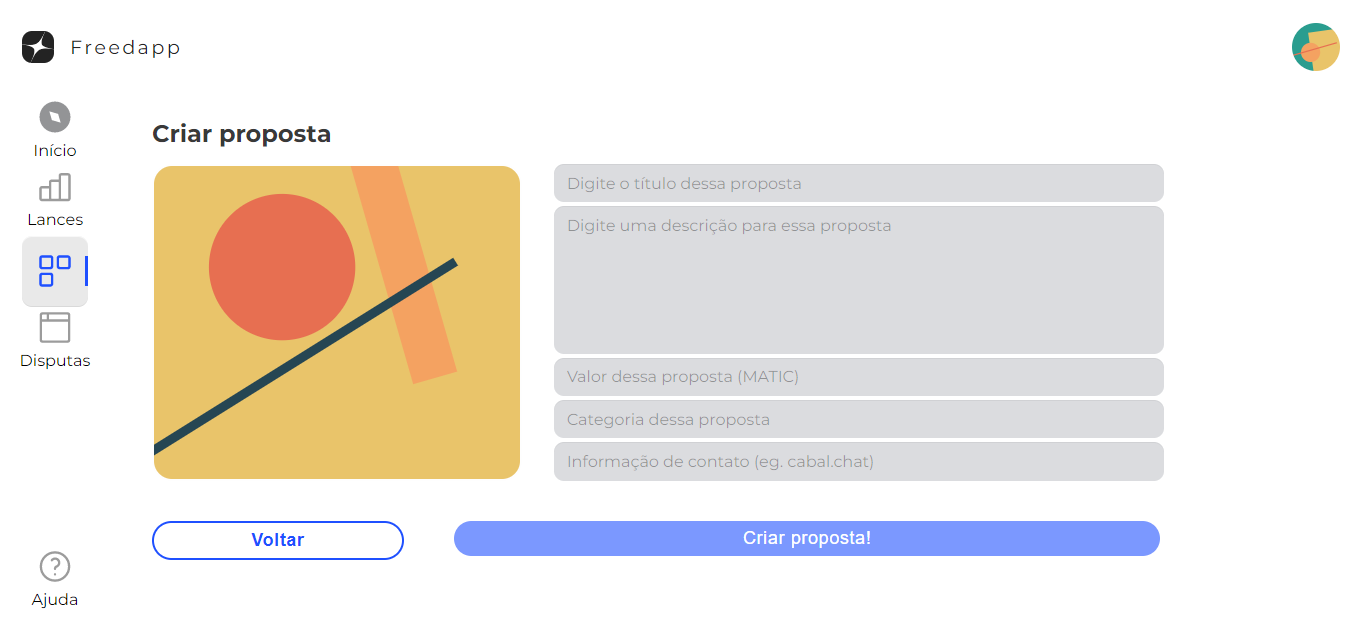 Freedapp
Início
Lances
Disputas
Ajuda
Criar proposta
Digite o título dessa proposta
Digite uma descrição para essa proposta
Valor dessa proposta (MATIC)
Categoria dessa proposta
Informação de contato (eg. cabal.chat)
Voltar
Criar proposta!